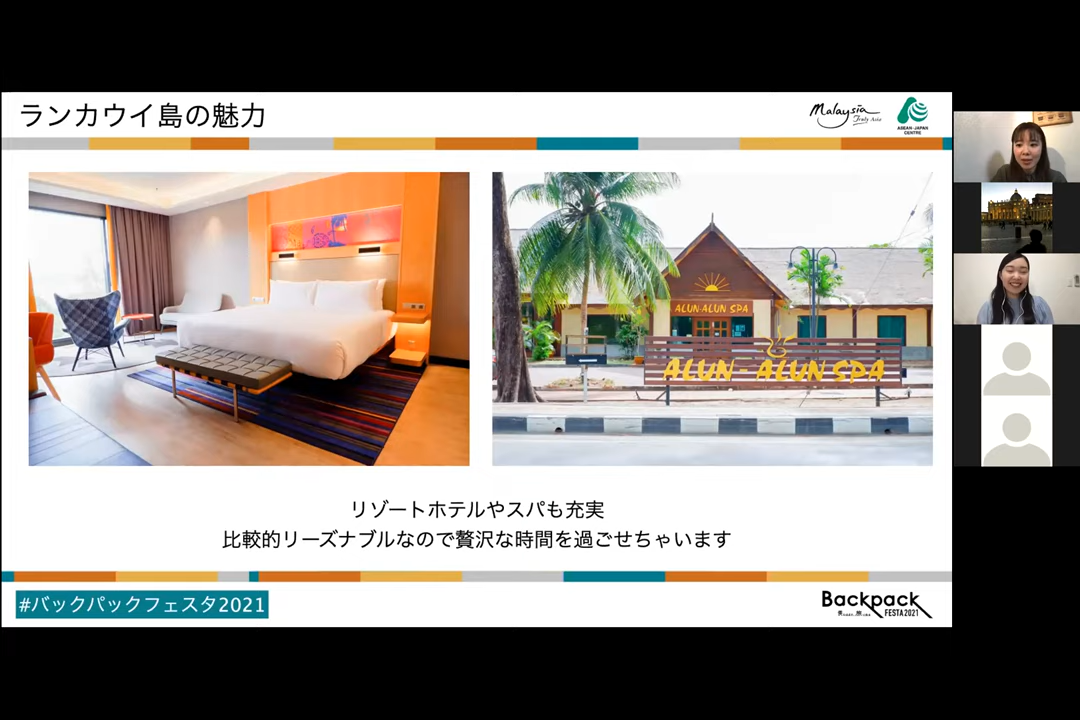 ランカウイ島の魅力
Malaysia
Truly Asia
ASEAN-JAPAN
CENTRE
ALUN-ALUN SPA
ALUN-ALUN SPA
リゾートホテルやスパも充実
比較的リーズナブルなので贅沢な時間を過ごせちゃいます
#バックパックフェスタ2021
Backpack
FESTA2021